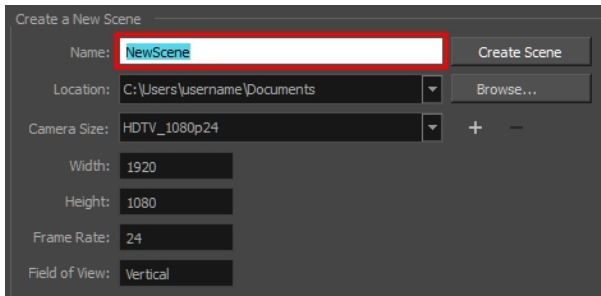 Create a New Scene
Name: NewScene Create Scene
Location: C:\Users\username\Documents Browse...
Camera Size: HDTV_1080p24 + −
Width: 1920
Height: 1080
Frame Rate: 24
Field of View: Vertical